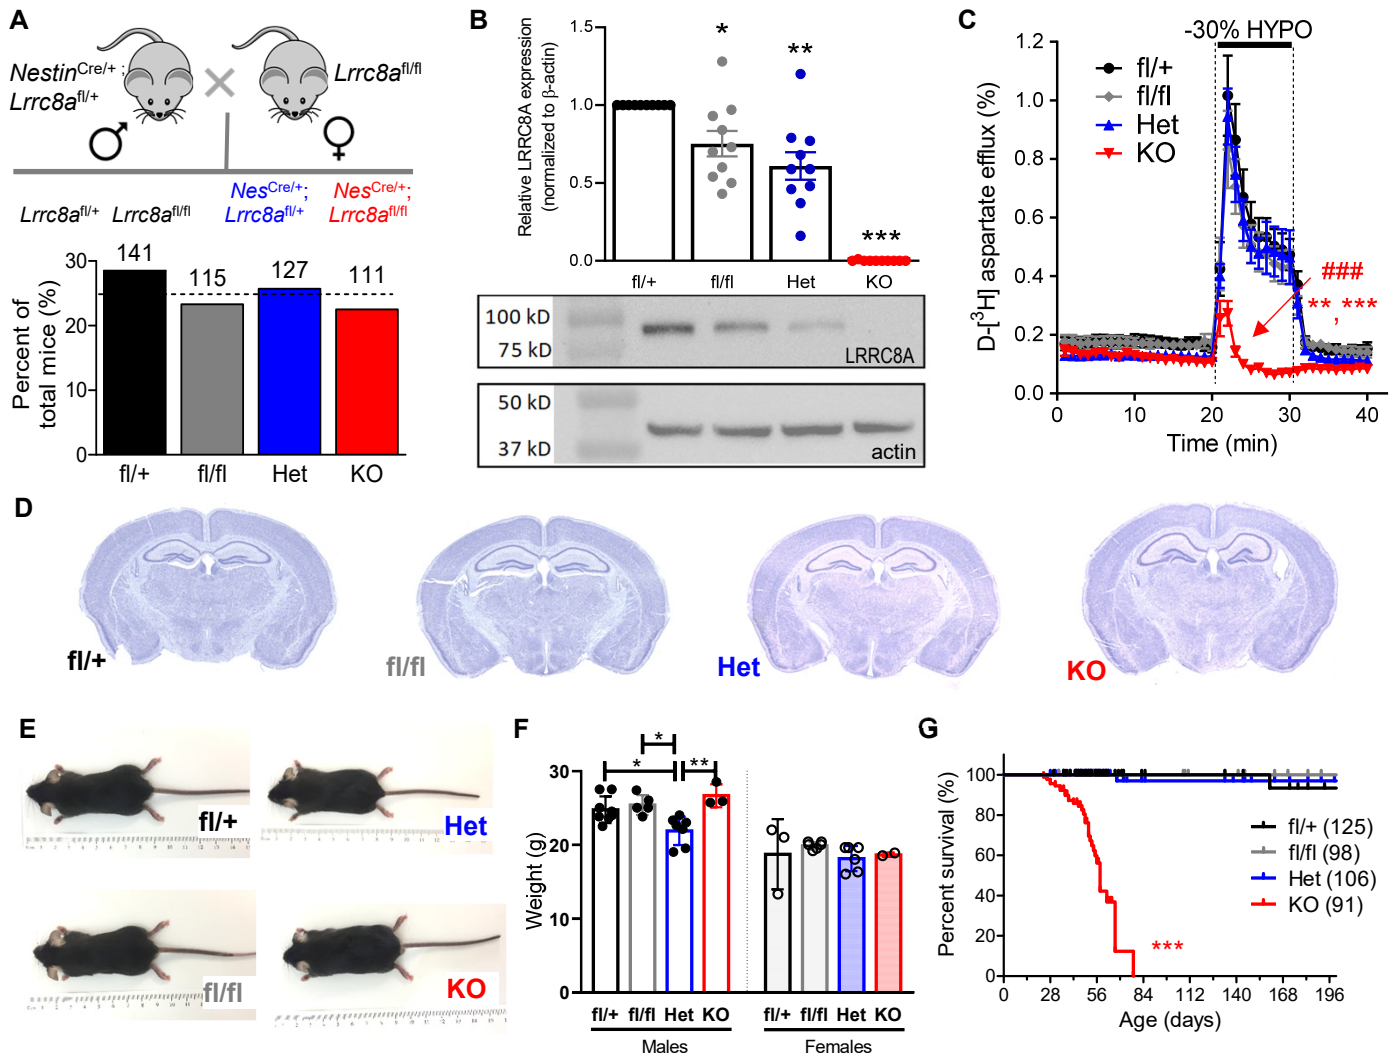 A
Nestin^Cre/+ ;
Lrrc8a^fl/+
Lrrc8a^fl/fl
♂
♀
Lrrc8a^fl/+
Lrrc8a^fl/fl
Nes^Cre/+;
Lrrc8a^fl/+
Nes^Cre/+;
Lrrc8a^fl/fl
Percent of
total mice (%)
30
20
10
0
141
115
127
111
fl/+
fl/fl
Het
KO
B
Relative LRRC8A expression
(normalized to β-actin)
1.5
1.0
0.5
0.0
*
**
***
fl/+
fl/fl
Het
KO
100 kD
75 kD
LRRC8A
50 kD
37 kD
actin
C
-30% HYPO
D-[³H] aspartate efflux (%)
1.2
1.0
0.8
0.6
0.4
0.2
0.0
fl/+
fl/fl
Het
KO
###
**, ***
0
10
20
30
40
Time (min)
D
fl/+
fl/fl
Het
KO
E
fl/+
Het
fl/fl
KO
F
Weight (g)
30
20
10
0
*
*
**
fl/+
fl/fl
Het
KO
fl/+
fl/fl
Het
KO
Males
Females
G
Percent survival (%)
100
80
60
40
20
0
fl/+ (125)
fl/fl (98)
Het (106)
KO (91)
***
0
28
56
84
112
140
168
196
Age (days)